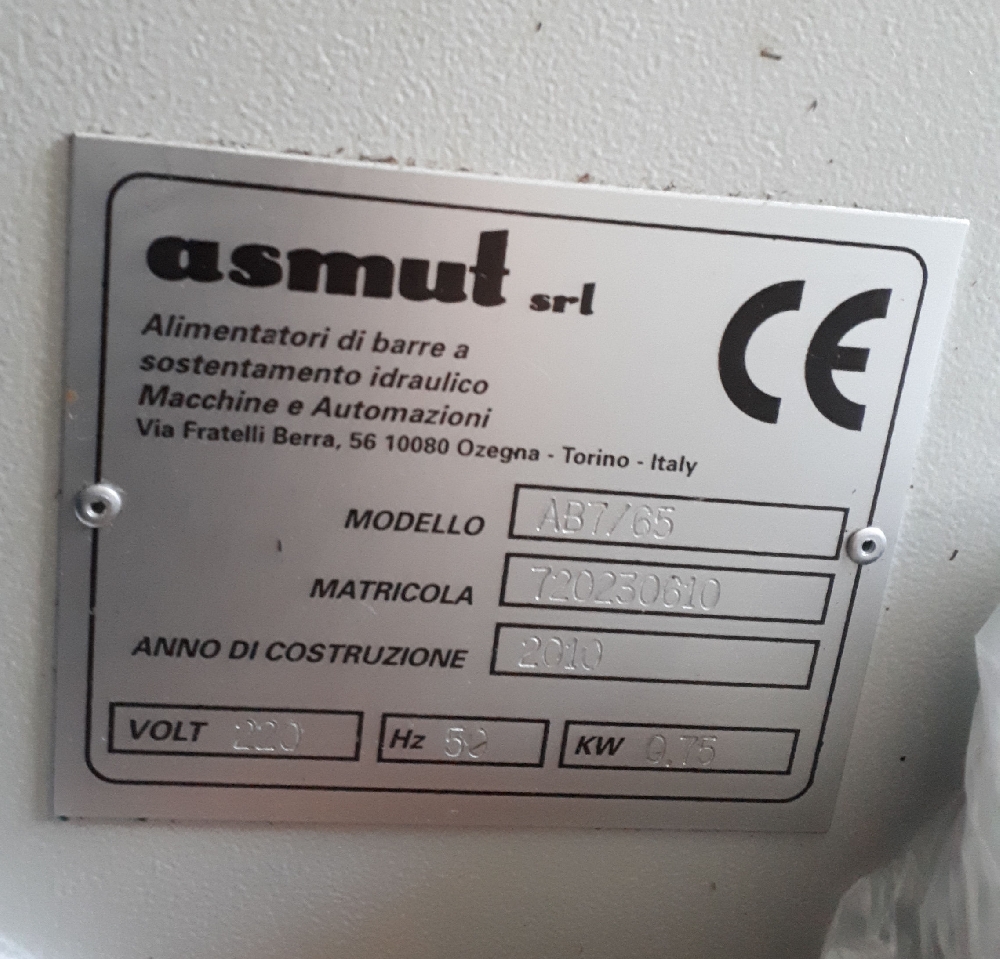 asmut srl
CE
Alimentatori di barre a
sostentamento idraulico
Macchine e Automazioni
Via Fratelli Berra, 56 10080 Ozegna - Torino - Italy
MODELLO AB7/65
MATRICOLA 720230610
ANNO DI COSTRUZIONE 2010
VOLT 220 Hz 50 KW 0.75